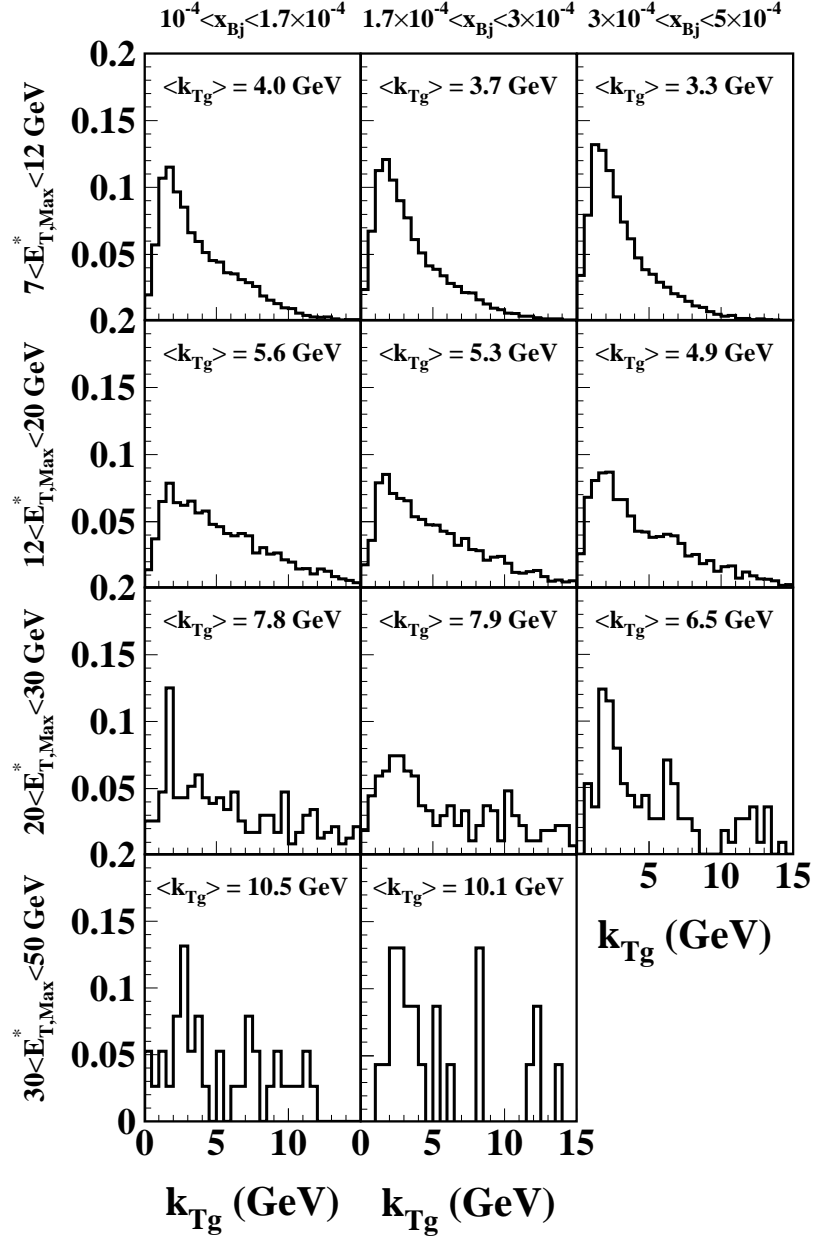 10^-4<x_Bj<1.7×10^-4 1.7×10^-4<x_Bj<3×10^-4 3×10^-4<x_Bj<5×10^-4
7<E*_T,Max<12 GeV
0.2
0.15
0.1
0.05
<k_Tg> = 4.0 GeV <k_Tg> = 3.7 GeV <k_Tg> = 3.3 GeV
12<E*_T,Max<20 GeV
0.2
0.15
0.1
0.05
<k_Tg> = 5.6 GeV <k_Tg> = 5.3 GeV <k_Tg> = 4.9 GeV
20<E*_T,Max<30 GeV
0.2
0.15
0.1
0.05
<k_Tg> = 7.8 GeV <k_Tg> = 7.9 GeV <k_Tg> = 6.5 GeV
5 10 15
k_Tg (GeV)
30<E*_T,Max<50 GeV
0.2
0.15
0.1
0.05
0
<k_Tg> = 10.5 GeV <k_Tg> = 10.1 GeV
0 5 10 0 5 10 15
k_Tg (GeV) k_Tg (GeV)